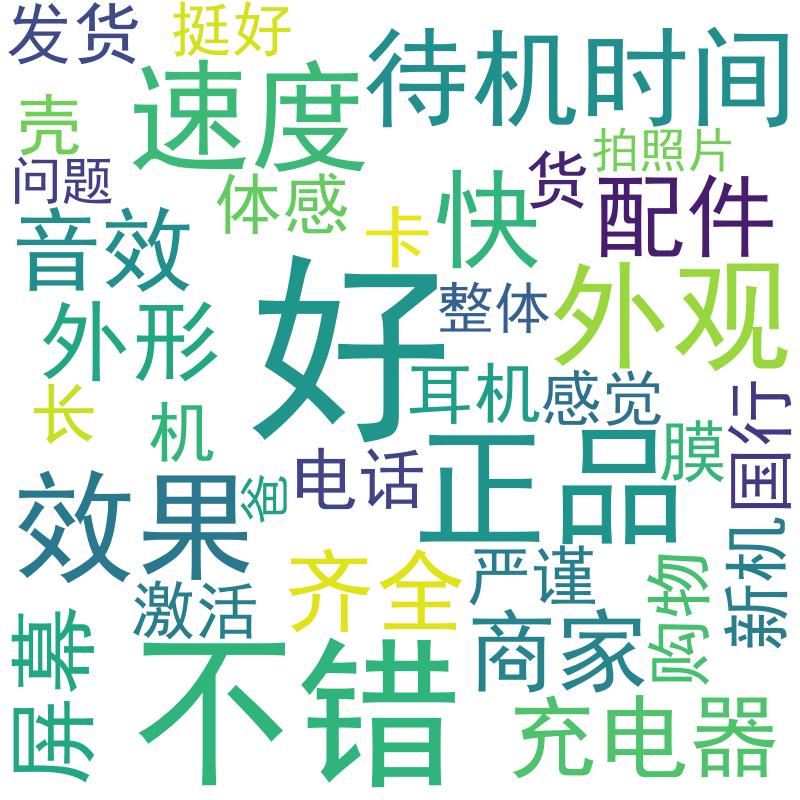 发货
挺好
待机时间
速度
壳
问题
体感
拍照片
货
配件
快
卡
音效
好
整体
外观
外形
耳机
感觉
长
机
国行
膜
正品
电话
爸
效果
新机
齐全
严谨
购物
激活
商家
屏幕
不错
充电器